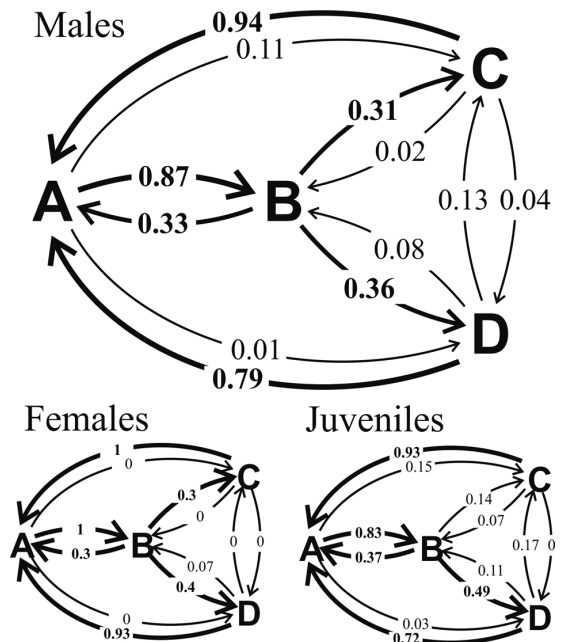 Males
0.94
0.11
C
0.31
0.02
0.87
A
B
0.13 0.04
0.33
0.08
0.36
D
0.01
0.79
Females
1
0
C
0.3
0
1
A
B
0 0
0.3
0.07
0.4
D
0
0.93
Juveniles
0.93
0.15
C
0.14
0.07
0.83
A
B
0.17 0
0.37
0.11
0.49
D
0.03
0.72